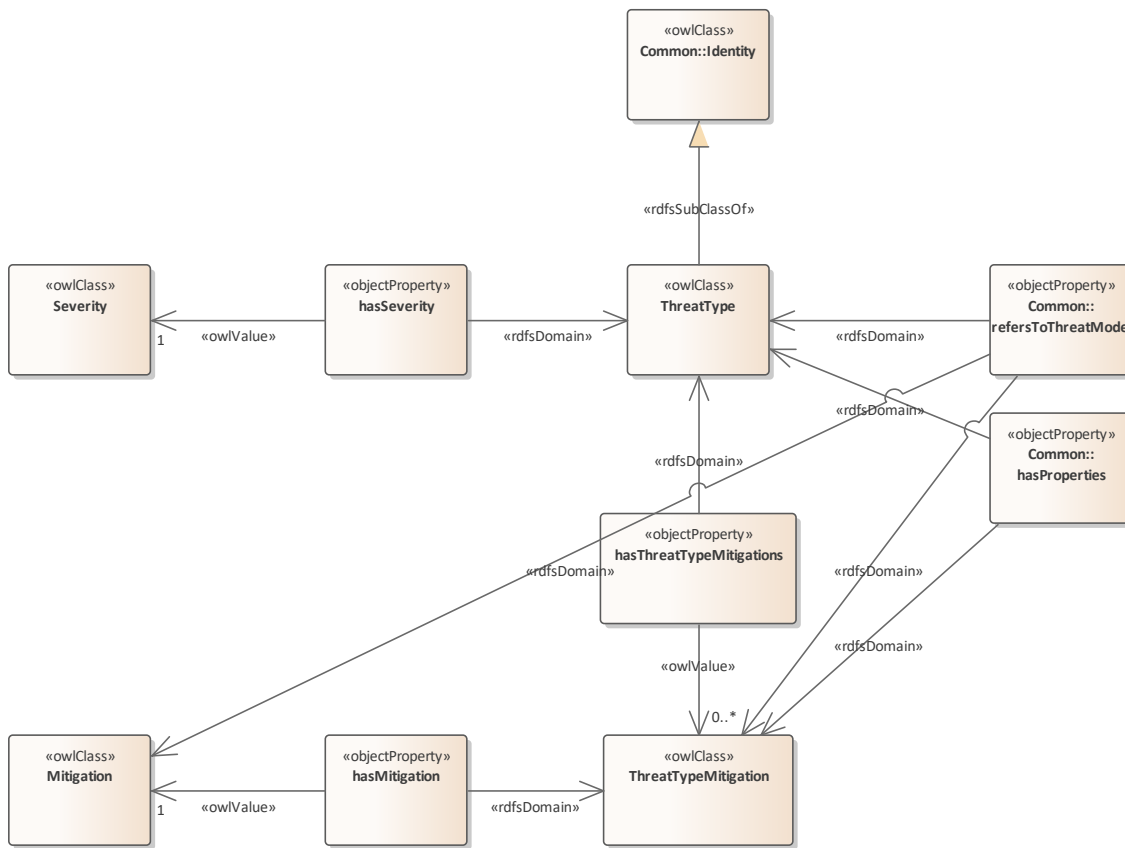 «owlClass»
Common::Identity
«rdfsSubClassOf»
«owlClass»
Severity
«objectProperty»
hasSeverity
«owlClass»
ThreatType
«objectProperty»
Common::
refersToThreatMode
1
«owlValue»
«rdfsDomain»
«rdfsDomain»
«rdfsDomain»
«objectProperty»
Common::
hasProperties
«rdfsDomain»
«objectProperty»
hasThreatTypeMitigations
«rdfsDomain»
«rdfsDomain»
«rdfsDomain»
«owlValue»
0..*
«owlClass»
Mitigation
«objectProperty»
hasMitigation
«owlClass»
ThreatTypeMitigation
1
«owlValue»
«rdfsDomain»